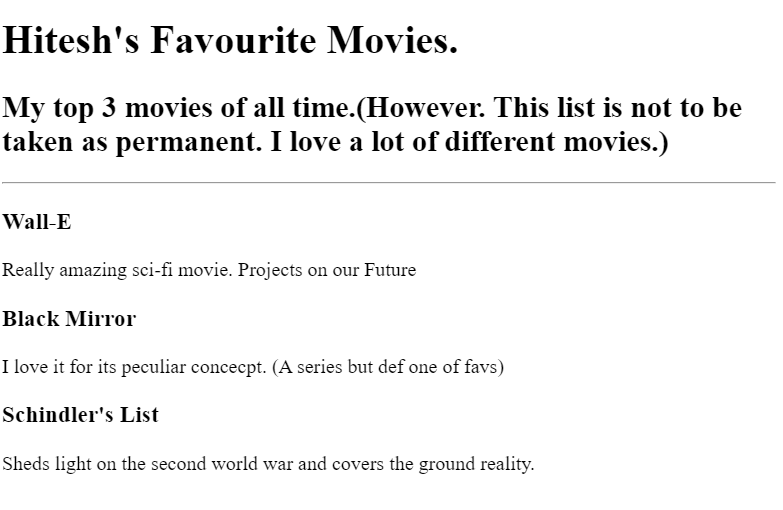 Hitesh's Favourite Movies.
My top 3 movies of all time.(However. This list is not to be
taken as permanent. I love a lot of different movies.)
Wall-E
Really amazing sci-fi movie. Projects on our Future
Black Mirror
I love it for its peculiar concecpt. (A series but def one of favs)
Schindler's List
Sheds light on the second world war and covers the ground reality.